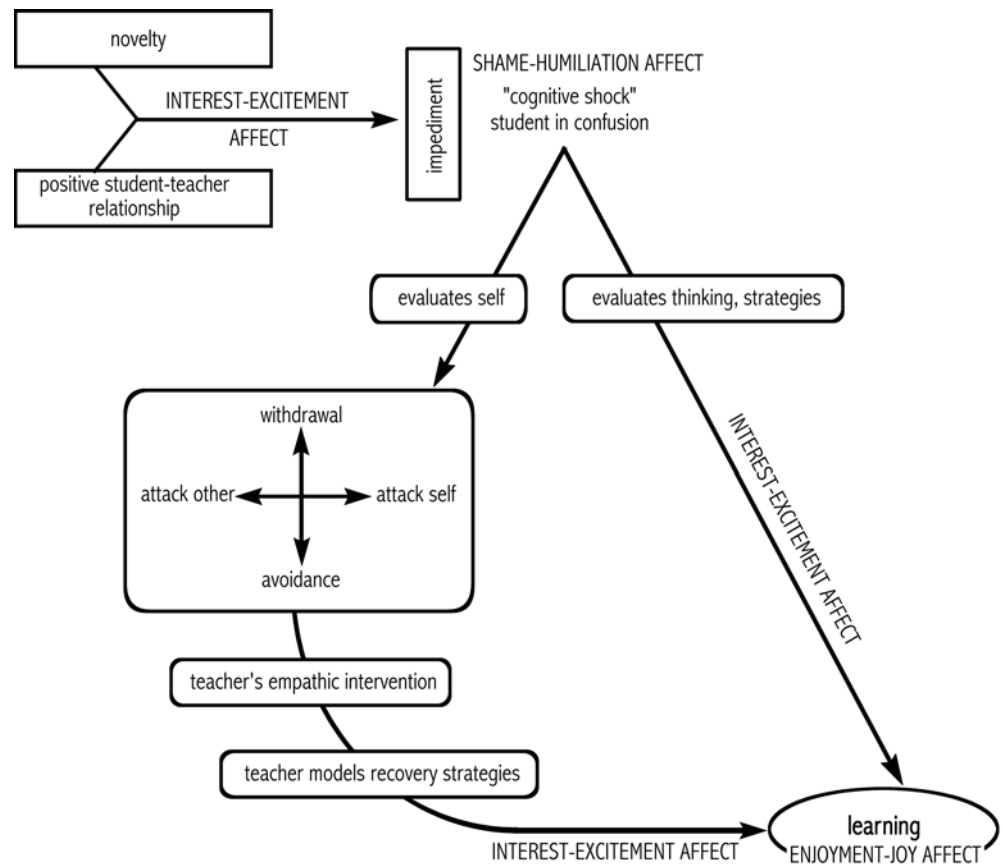 novelty
INTEREST-EXCITEMENT
AFFECT
positive student-teacher
relationship
impediment
SHAME-HUMILIATION AFFECT
"cognitive shock"
student in confusion
evaluates self
evaluates thinking, strategies
withdrawal
attack other
attack self
avoidance
INTEREST-EXCITEMENT AFFECT
teacher's empathic intervention
teacher models recovery strategies
INTEREST-EXCITEMENT AFFECT
learning
ENJOYMENT-JOY AFFECT